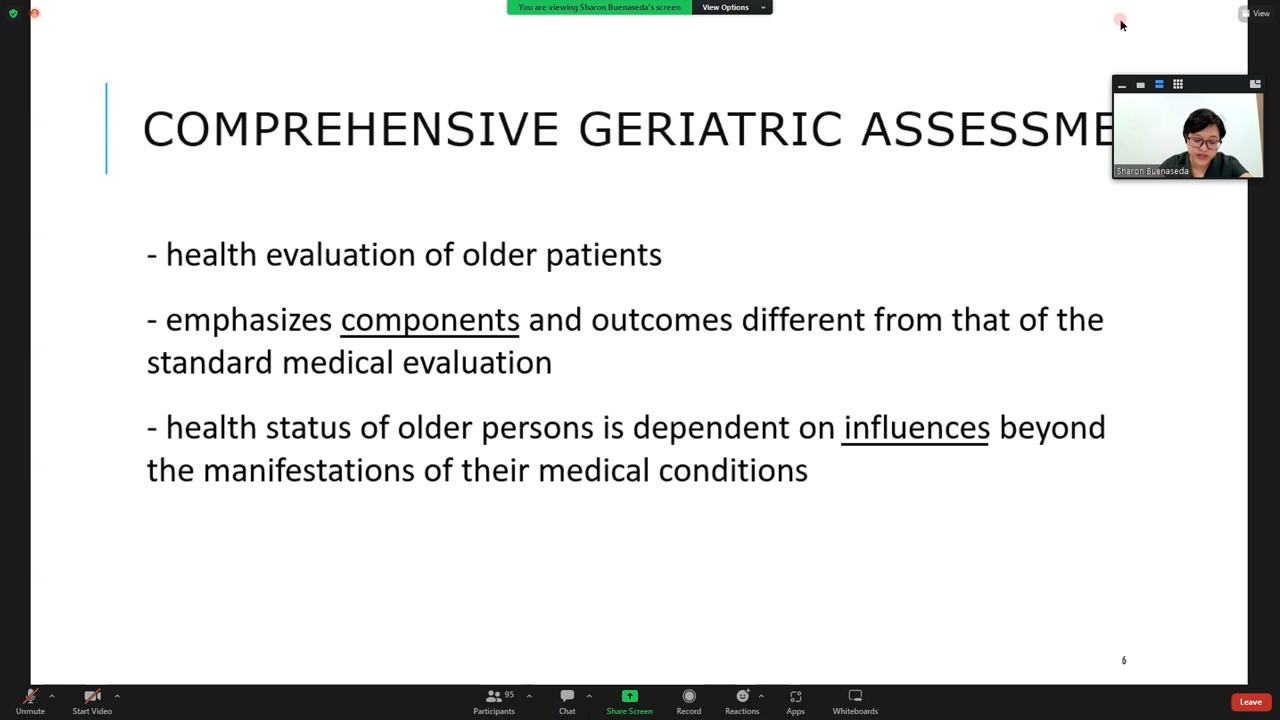 You are viewing Sharon Buenaseda's screen
View Options
View
COMPREHENSIVE GERIATRIC ASSESSME
Sharon Buenaseda
- health evaluation of older patients
- emphasizes components and outcomes different from that of the
standard medical evaluation
- health status of older persons is dependent on influences beyond
the manifestations of their medical conditions
6
Unmute
Start Video
95
Participants
Chat
Share Screen
Record
Reactions
Apps
Whiteboards
Leave